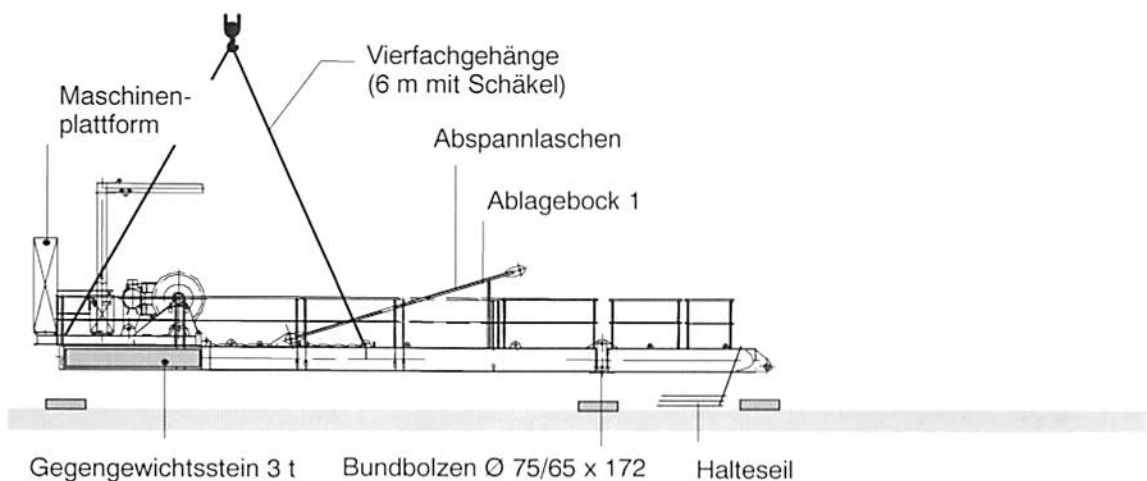 Vierfachgehänge
(6 m mit Schäkel)
Maschinen-
plattform
Abspannlaschen
Ablagebock 1
Gegengewichtsstein 3 t
Bundbolzen Ø 75/65 x 172
Halteseil